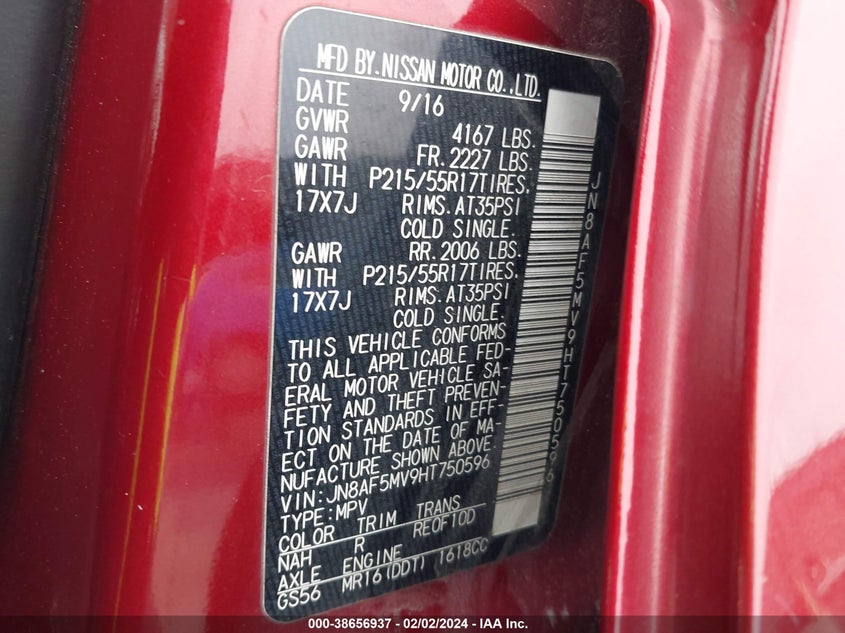 MFD BY. NISSAN MOTOR CO.,LTD.
DATE 9/16
GVWR 4167 LBS.
GAWR FR. 2227 LBS.
WITH P215/55R17TIRES.
17X7J RIMS. AT35PSI
COLD SINGLE.
GAWR RR. 2006 LBS.
WITH P215/55R17TIRES.
17X7J RIMS. AT35PSI
COLD SINGLE.
THIS VEHICLE CONFORMS
TO ALL APPLICABLE FED-
ERAL MOTOR VEHICLE SA-
FETY AND THEFT PREVEN-
TION STANDARDS IN EFF-
ECT ON THE DATE OF MA-
NUFACTURE SHOWN ABOVE.
VIN: JN8AF5MV9HT750596
TYPE: MPV
COLOR TRIM TRANS
NAH R RE0F10D
AXLE ENGINE
GS56 MR16(DDT) 1618CC
JN8AF5MV9HT750596
000-38656937 - 02/02/2024 - IAA Inc.